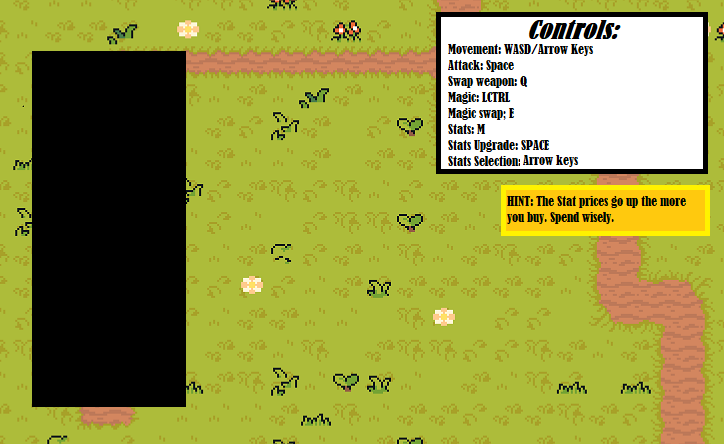 Controls:
Movement: WASD/Arrow Keys
Attack: Space
Swap weapon: Q
Magic: LCTRL
Magic swap; E
Stats: M
Stats Upgrade: SPACE
Stats Selection: Arrow keys
HINT: The Stat prices go up the more
you buy. Spend wisely.